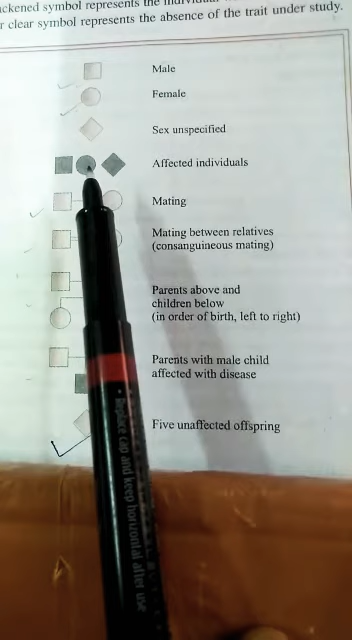 symbol represents the
r clear symbol represents the absence of the trait under study.
Male
Female
Sex unspecified
Affected individuals
Mating
Mating between relatives
(consanguineous mating)
Parents above and
children below
(in order of birth, left to right)
Parents with male child
affected with disease
Five unaffected offspring
• Replace cap and keep horizontal after use